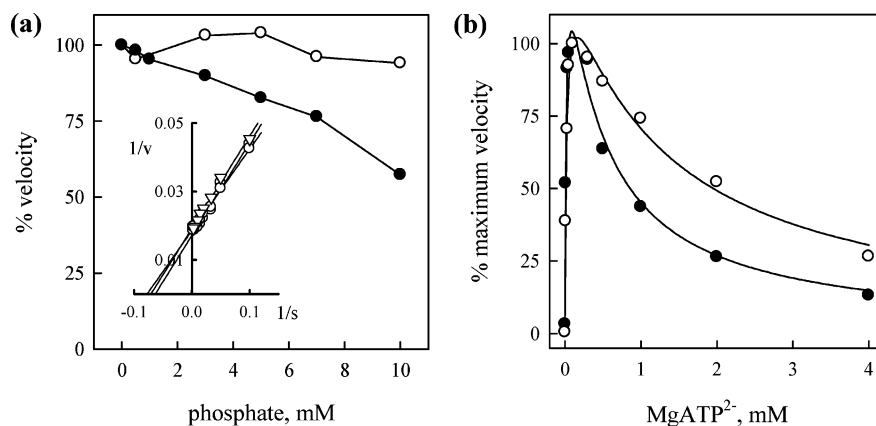 (a)
100
75
50
25
0
% velocity
0.05
1/v
0.03
0.01
-0.1 0.0 0.1 1/s
0 2 4 6 8 10
phosphate, mM
(b)
100
75
50
25
0
% maximum velocity
0 1 2 3 4
MgATP²⁻, mM